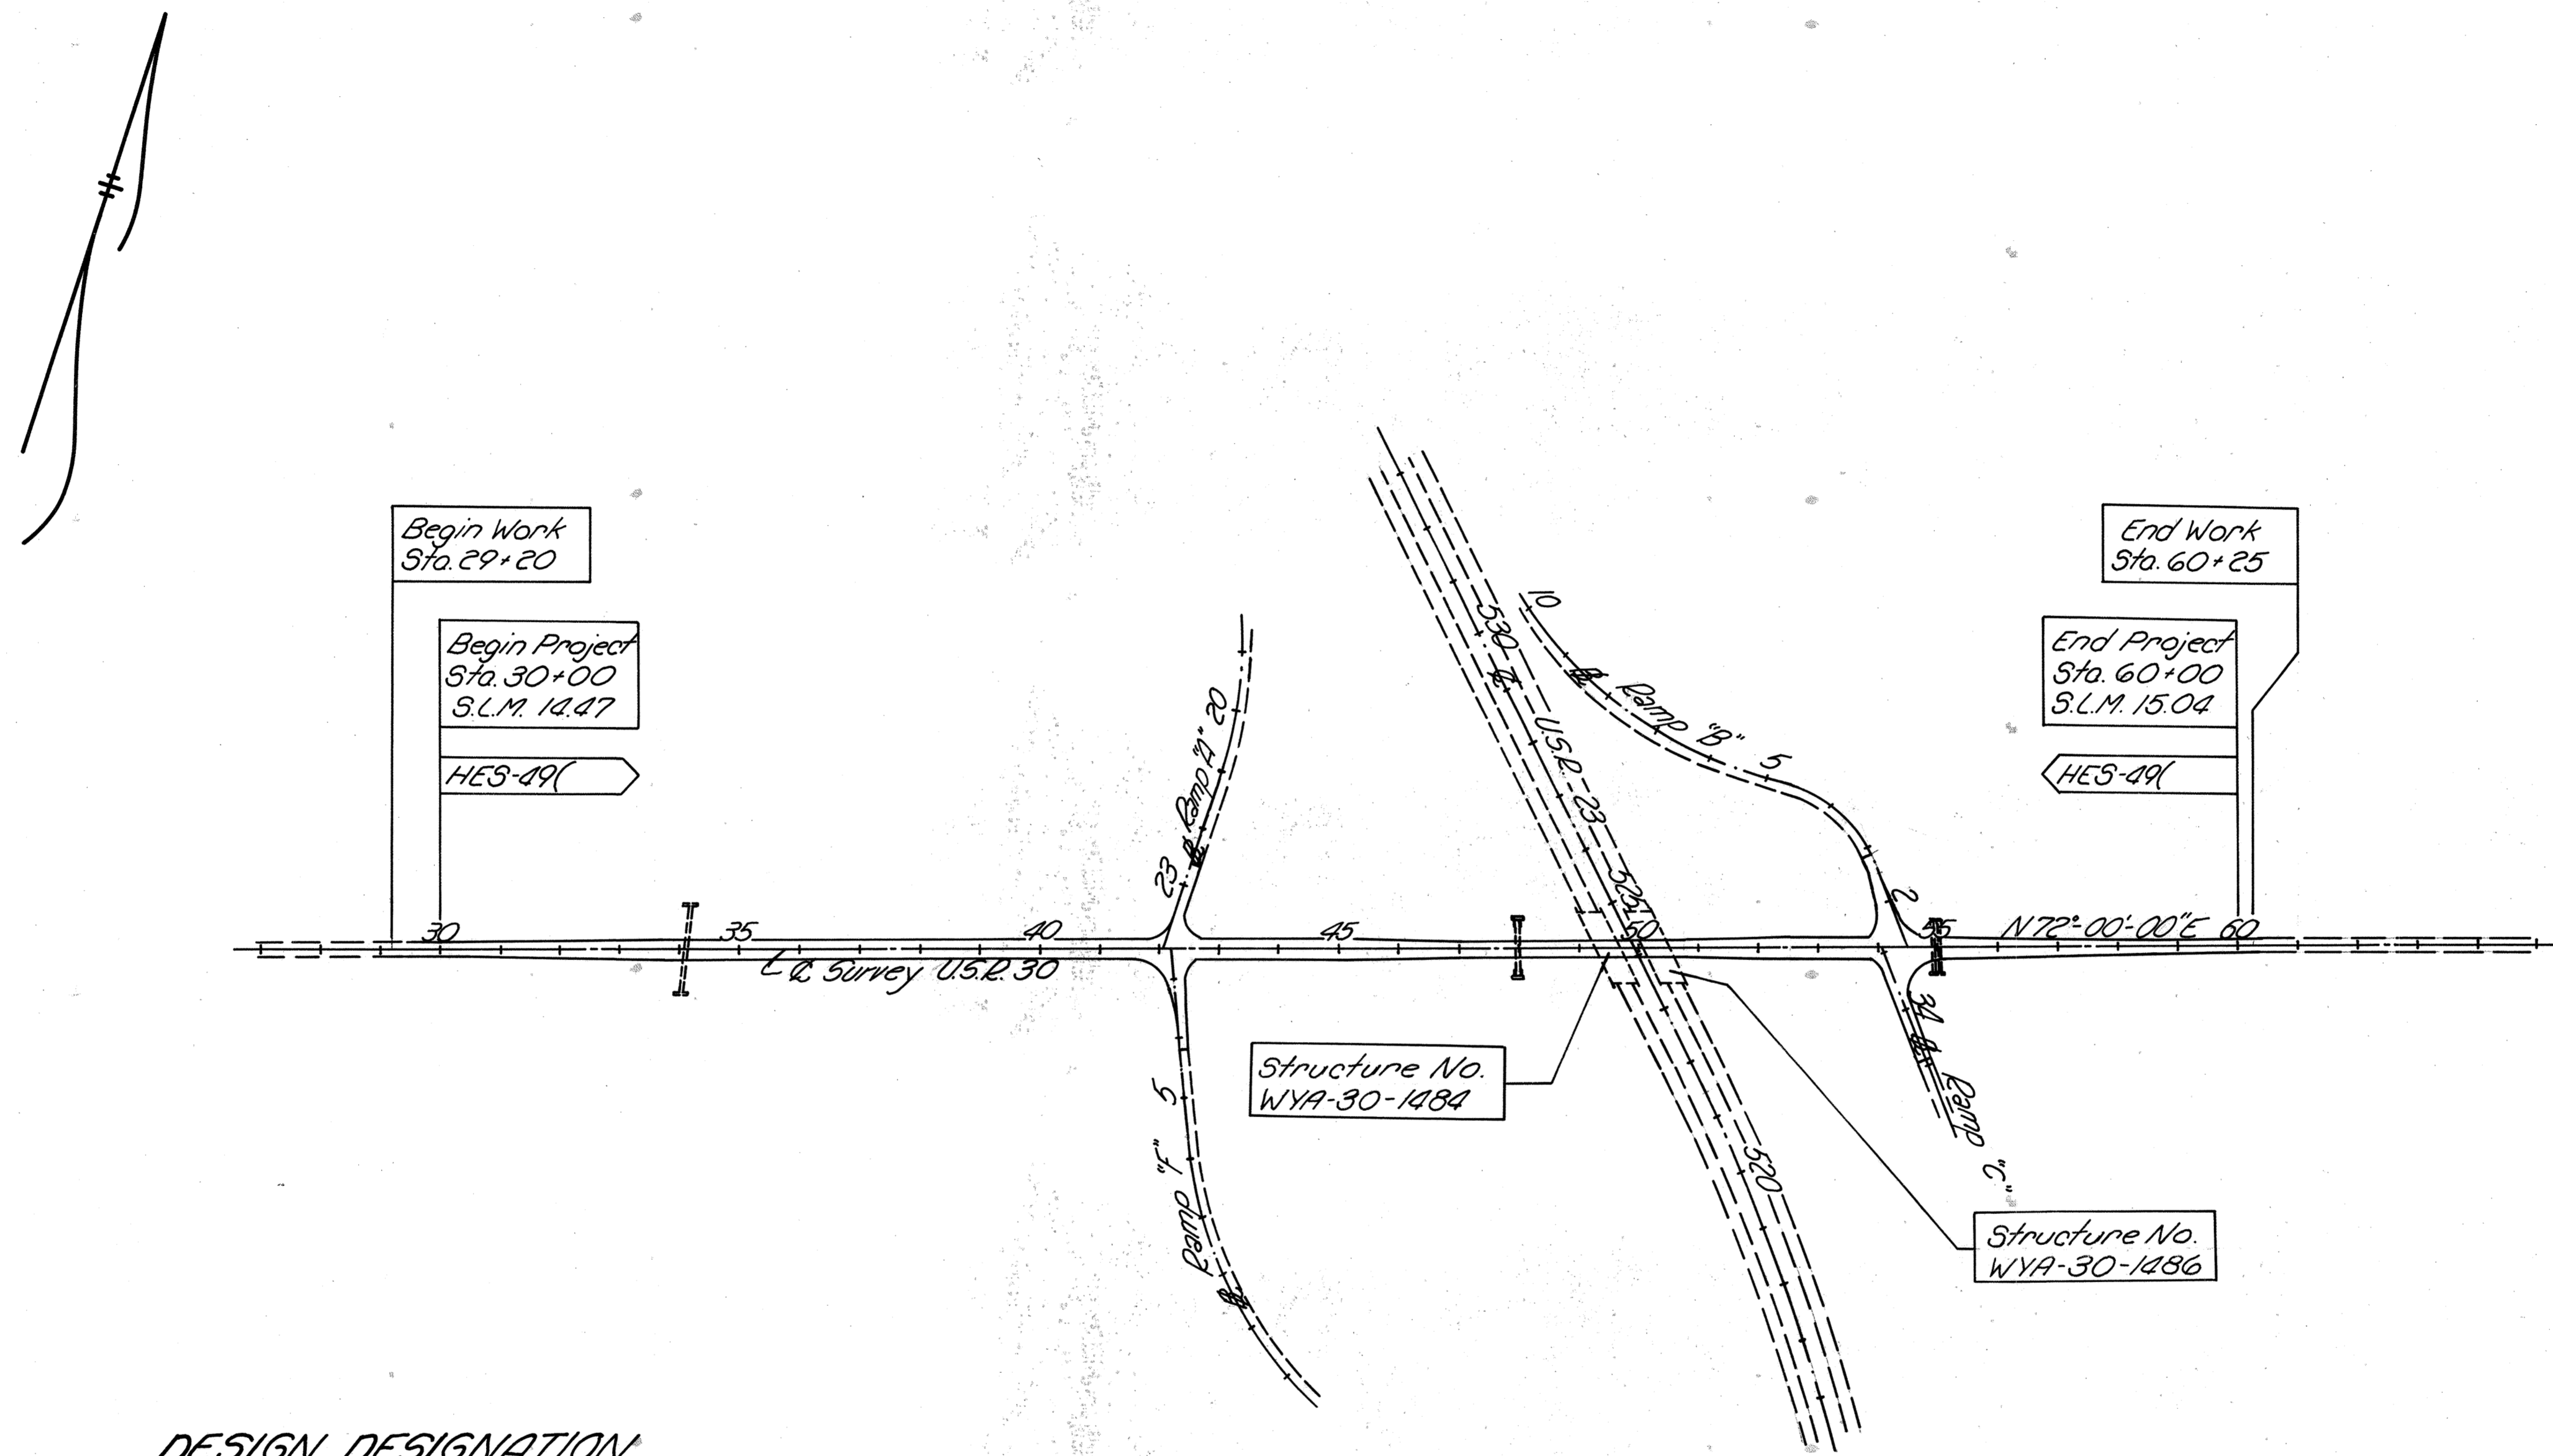 Begin Work
Sta. 29+20
Begin Project
Sta. 30+00
S.L.M. 14.47
HES-49(
End Work
Sta. 60+25
End Project
Sta. 60+00
S.L.M. 15.04
HES-49(
23 ℞ Ramp "A" 20
530 ℄ U.S.R. 23 525
520
10
℞ Ramp "B" 5
2
30
35
40
45
50
55
N72°-00'-00"E 60
℄ Survey U.S.R. 30
34 ℞ Ramp "C"
℞ Ramp "F" 5
Structure No.
WYA-30-1484
Structure No.
WYA-30-1486
DESIGN DESIGNATION